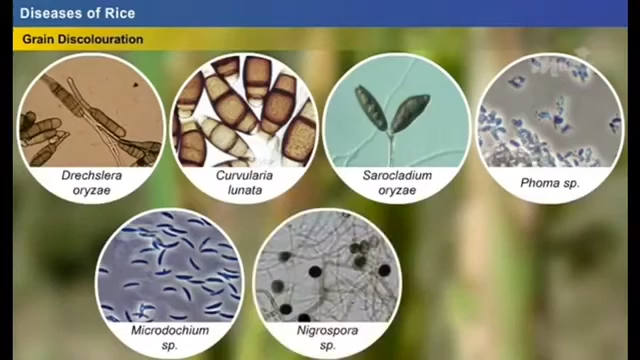 Diseases of Rice
Grain Discolouration
Drechslera
oryzae
Curvularia
lunata
Sarocladium
oryzae
Phoma sp.
Microdochium
sp.
Nigrospora
sp.